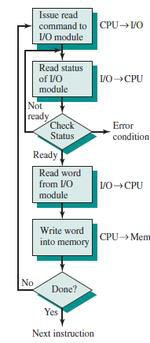 Issue read
command to
I/O module
CPU→I/O
Read status
of I/O
module
I/O→CPU
Not
ready
Check
Status
Error
condition
Ready
Read word
from I/O
module
I/O→CPU
Write word
into memory
CPU→Mem
No
Done?
Yes
Next instruction